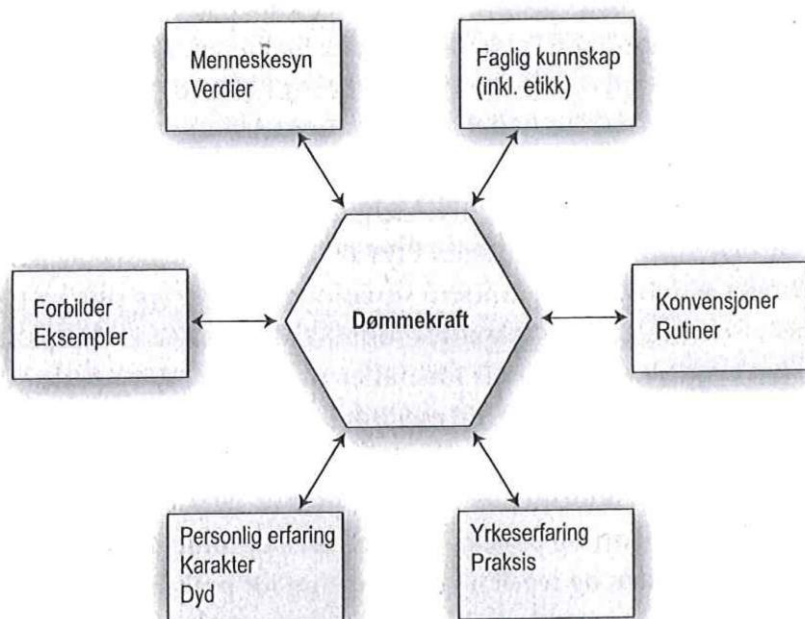 Menneskesyn
Verdier
Faglig kunnskap
(inkl. etikk)
Forbilder
Eksempler
Dømmekraft
Konvensjoner
Rutiner
Personlig erfaring
Karakter
Dyd
Yrkeserfaring
Praksis